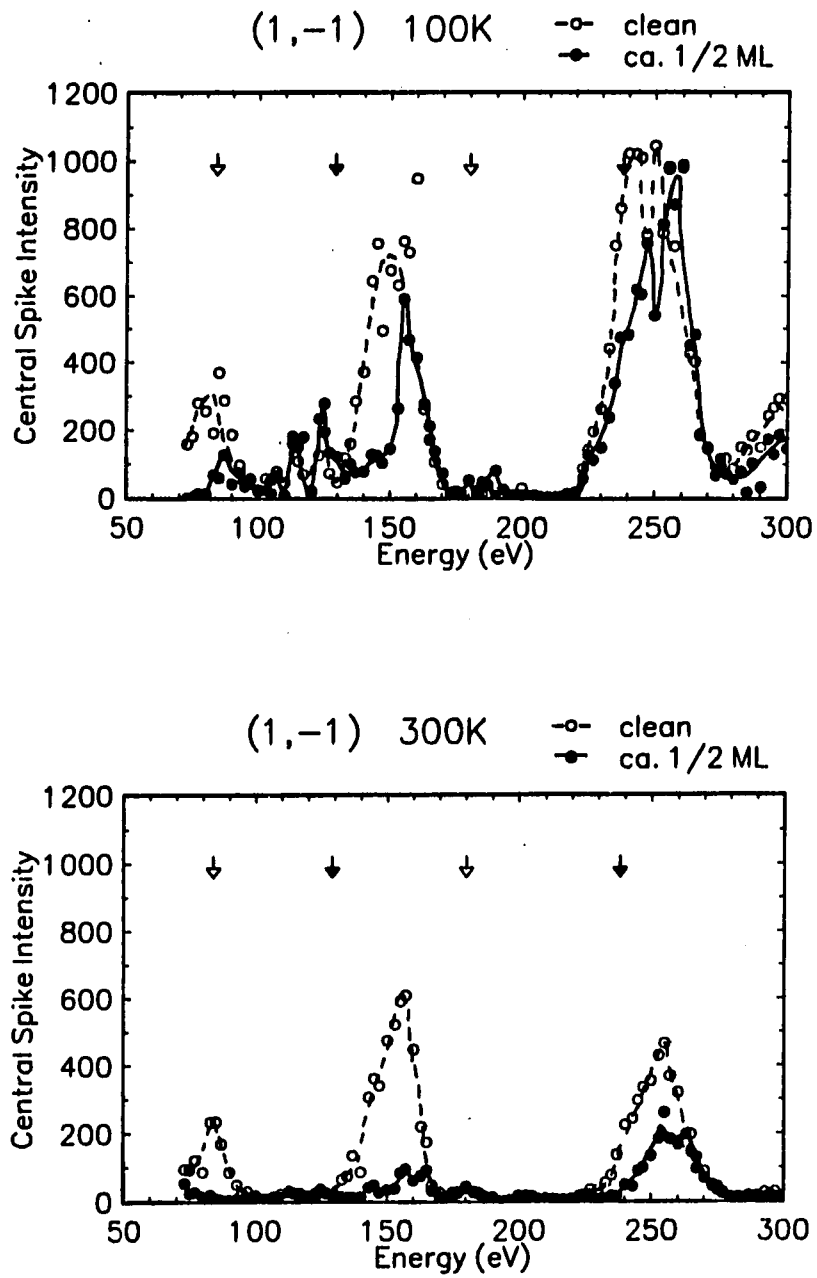 (1,−1) 100K
clean
ca. 1/2 ML
1200
1000
800
600
400
200
0
Central Spike Intensity
50 100 150 200 250 300
Energy (eV)
(1,−1) 300K
clean
ca. 1/2 ML
1200
1000
800
600
400
200
0
Central Spike Intensity
50 100 150 200 250 300
Energy (eV)